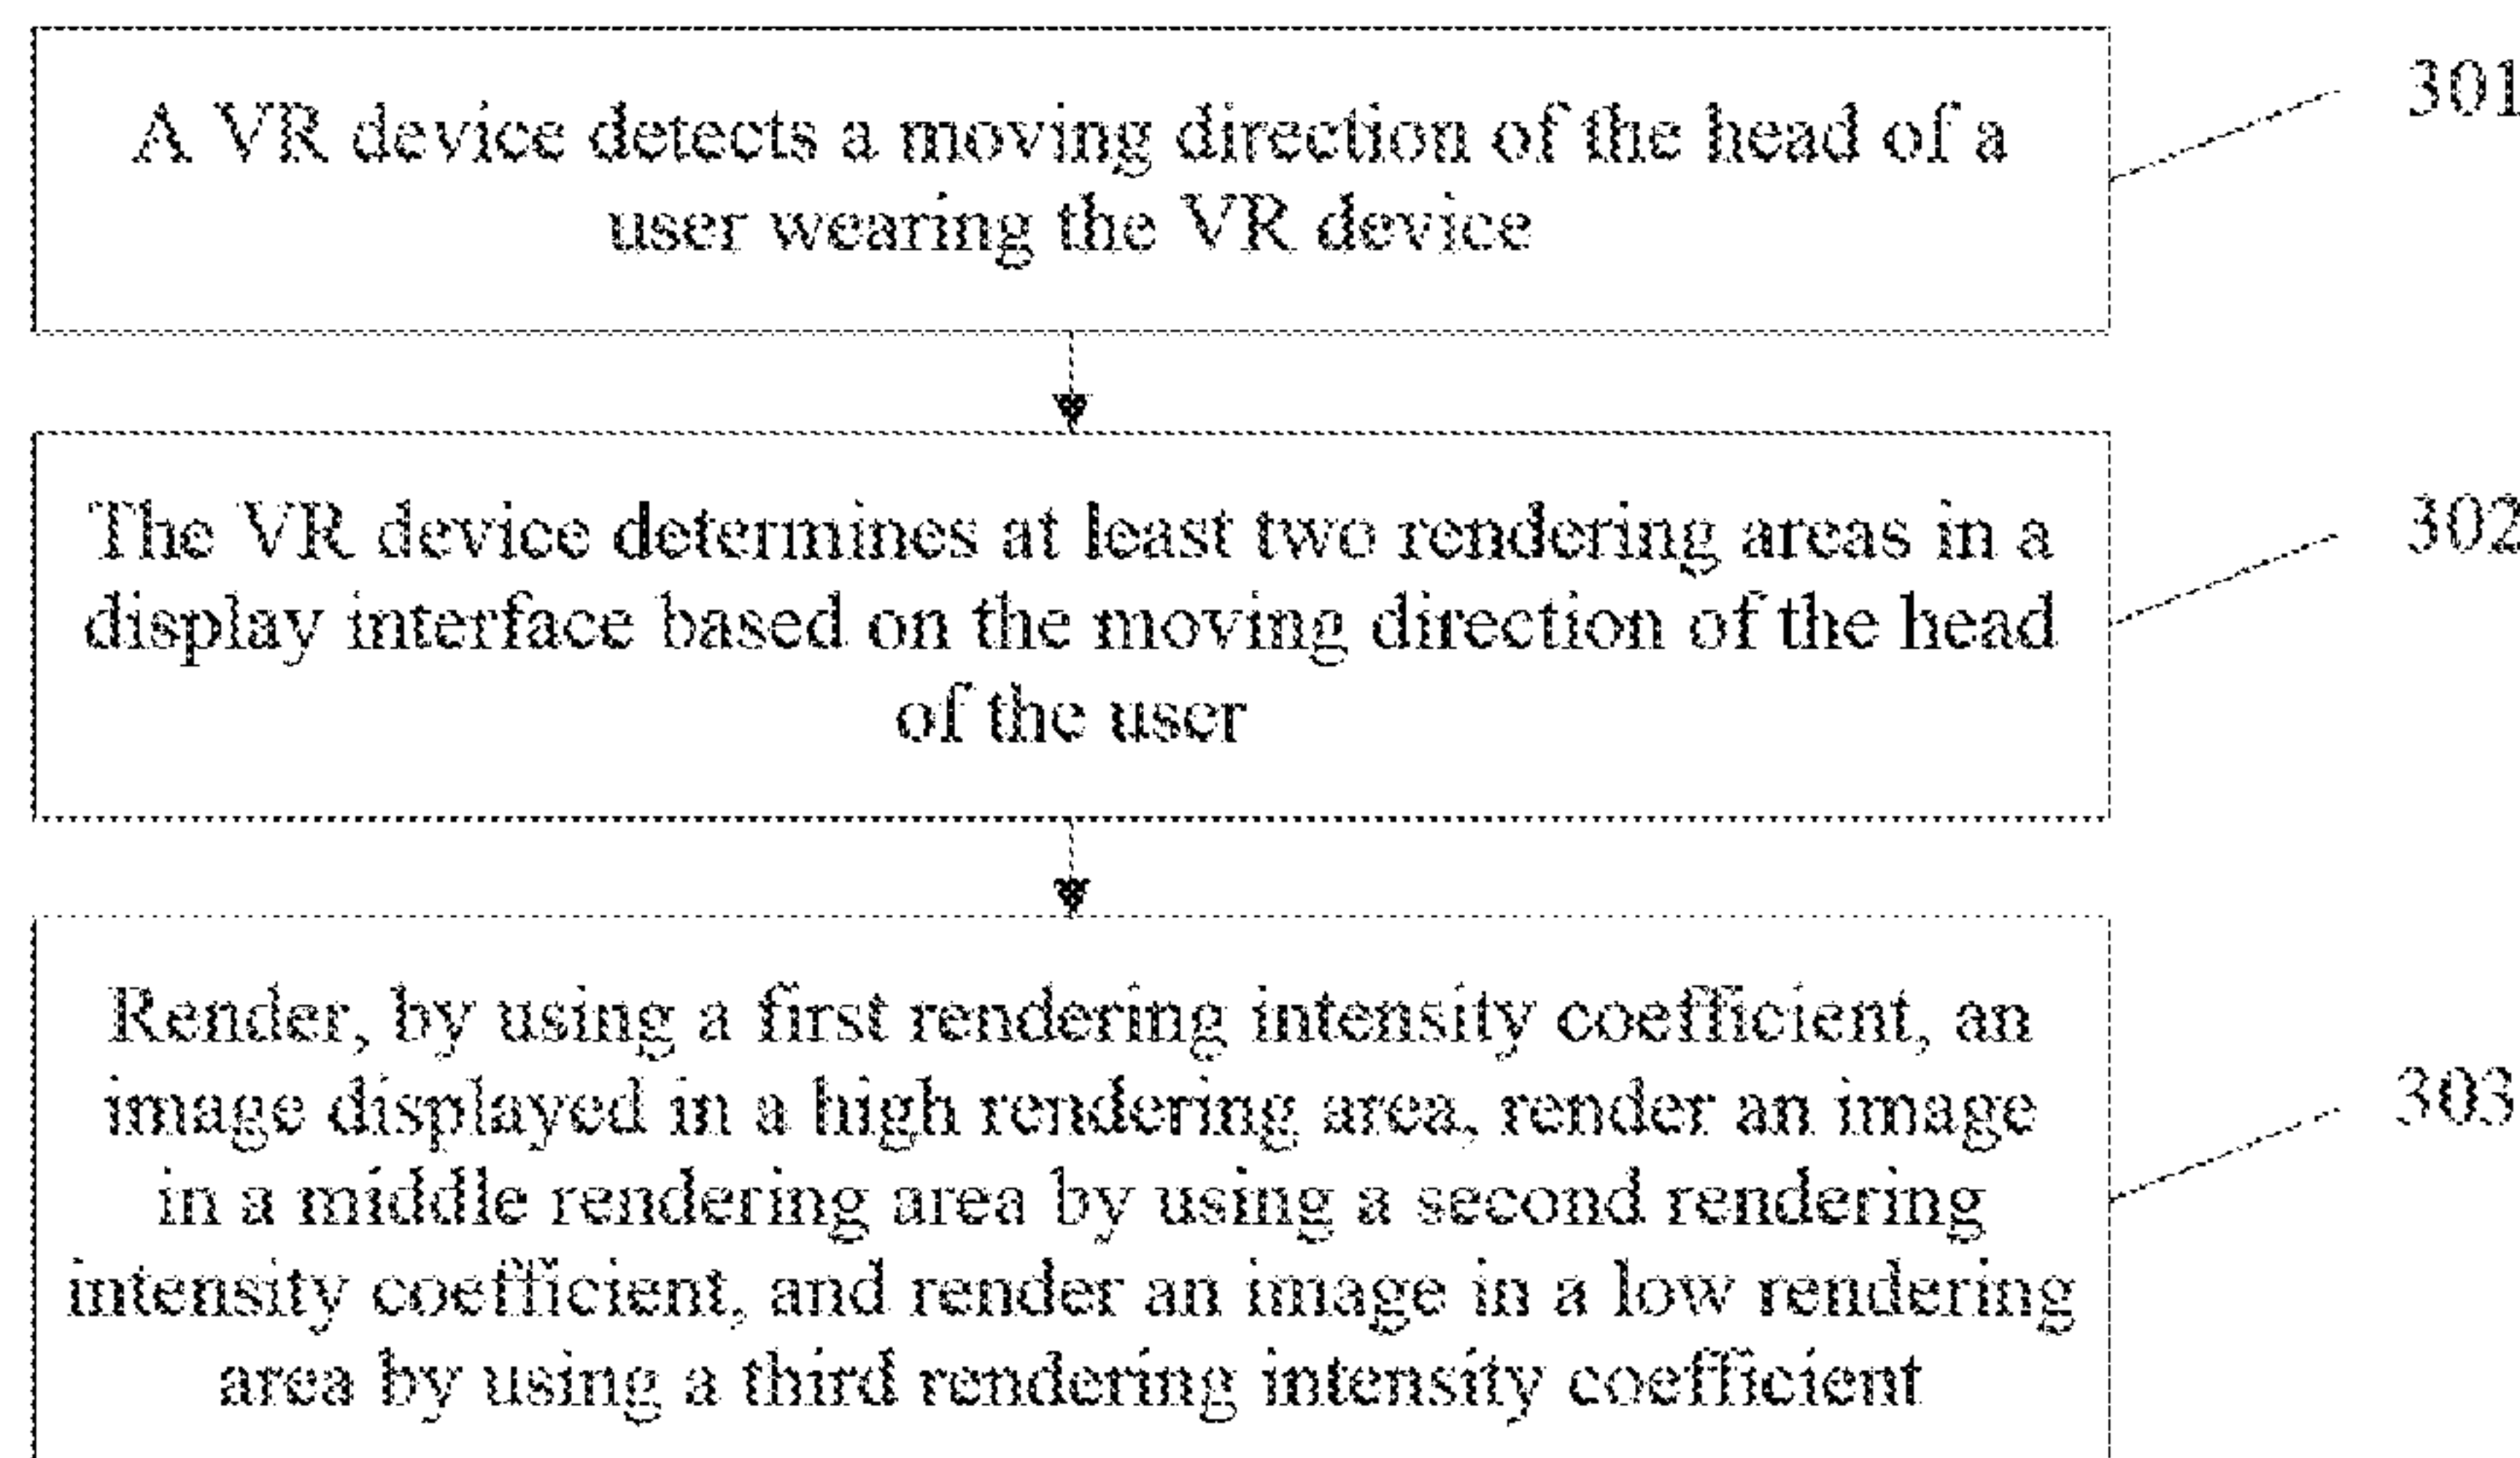 A VR device detects a moving direction of the head of a
user wearing the VR device
301
The VR device determines at least two rendering areas in a
display interface based on the moving direction of the head
of the user
302
Render, by using a first rendering intensity coefficient, an
image displayed in a high rendering area, render an image
in a middle rendering area by using a second rendering
intensity coefficient, and render an image in a low rendering
area by using a third rendering intensity coefficient
303